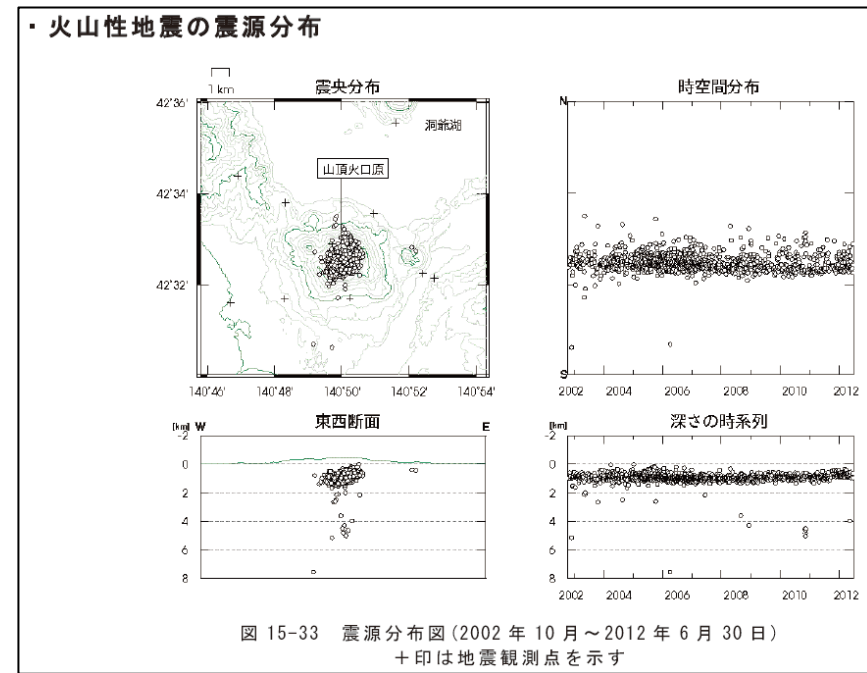 ・火山性地震の震源分布
1 km
震央分布
時空間分布
42°36'
42°34'
42°32'
洞爺湖
山頂火口原
N
S
140°46' 140°48' 140°50' 140°52' 140°54'
2002 2004 2006 2008 2010 2012
[km] W 東西断面 E
[km] 深さの時系列
-2
0
2
4
6
8
-2
0
2
4
6
8
2002 2004 2006 2008 2010 2012
図 15-33 震源分布図(2002 年 10 月～2012 年 6 月 30 日)
＋印は地震観測点を示す